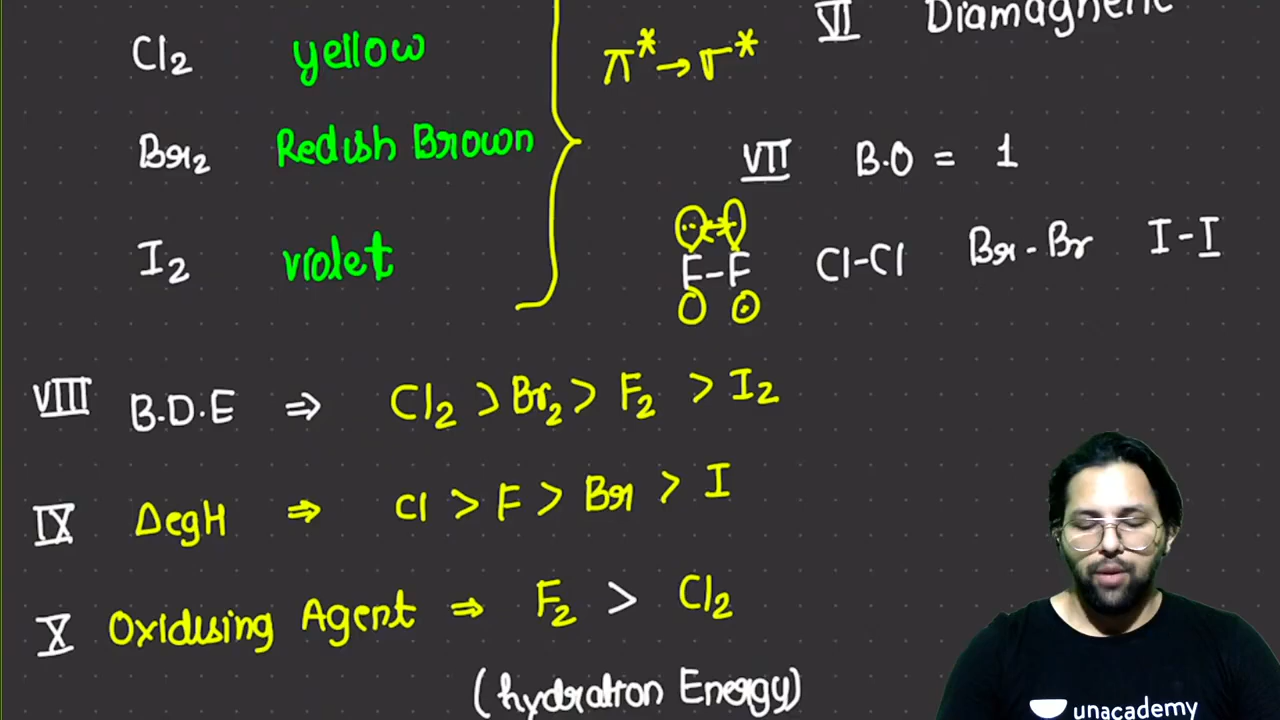 VI Diamagnetic
Cl₂ yellow
π* → σ*
Br₂ Redish Brown
VII B.O = 1
I₂ violet
F-F Cl-Cl Br-Br I-I
VIII B.D.E ⇒ Cl₂ > Br₂ > F₂ > I₂
IX ΔegH ⇒ Cl > F > Br > I
X Oxidising Agent ⇒ F₂ > Cl₂
(hydration Energy)
unacademy